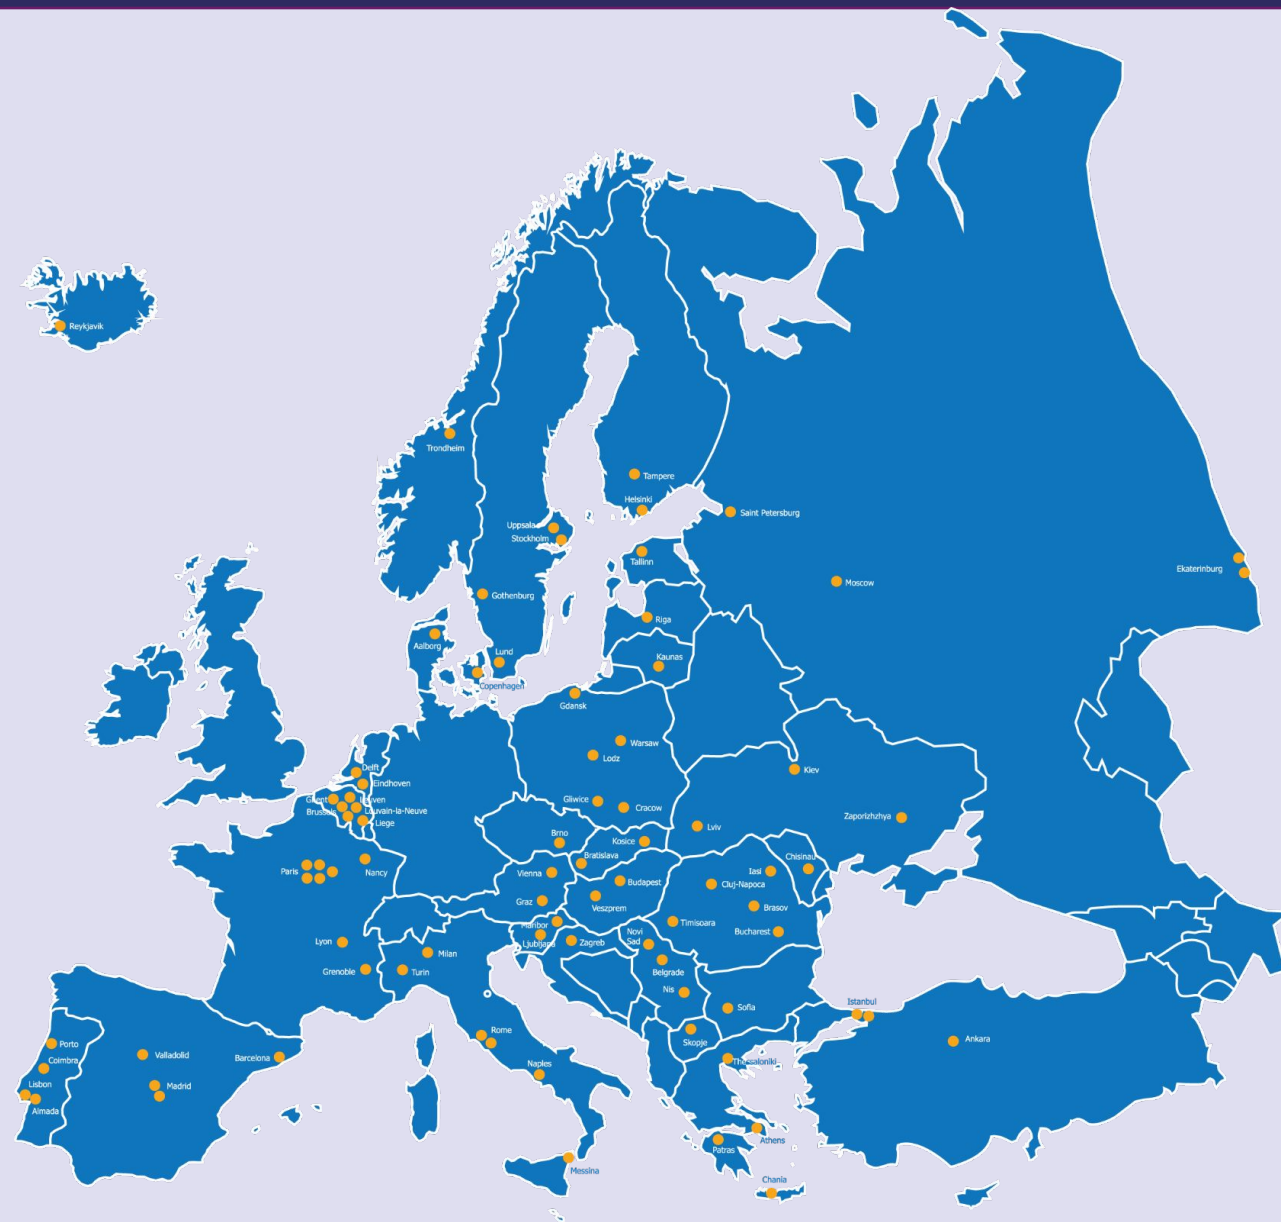 Reykjavik
Trondheim
Tampere
Helsinki
Saint Petersburg
Uppsala
Stockholm
Tallinn
Ekaterinburg
Moscow
Gothenburg
Riga
Aalborg
Lund
Kaunas
Copenhagen
Gdansk
Warsaw
Lodz
Delft
Kiev
Eindhoven
Ghent
Leuven
Gliwice
Cracow
Brussels
Louvain-la-Neuve
Liege
Zaporizhzhya
Lviv
Brno
Kosice
Bratislava
Chisinau
Paris
Nancy
Vienna
Iasi
Budapest
Cluj-Napoca
Graz
Veszprem
Brasov
Maribor
Timisoara
Novi
Sad
Bucharest
Lyon
Ljubljana
Zagreb
Milan
Grenoble
Turin
Belgrade
Nis
Istanbul
Sofia
Rome
Skopje
Ankara
Porto
Valladolid
Barcelona
Coimbra
Naples
Thessaloniki
Lisbon
Madrid
Almada
Athens
Patras
Messina
Chania